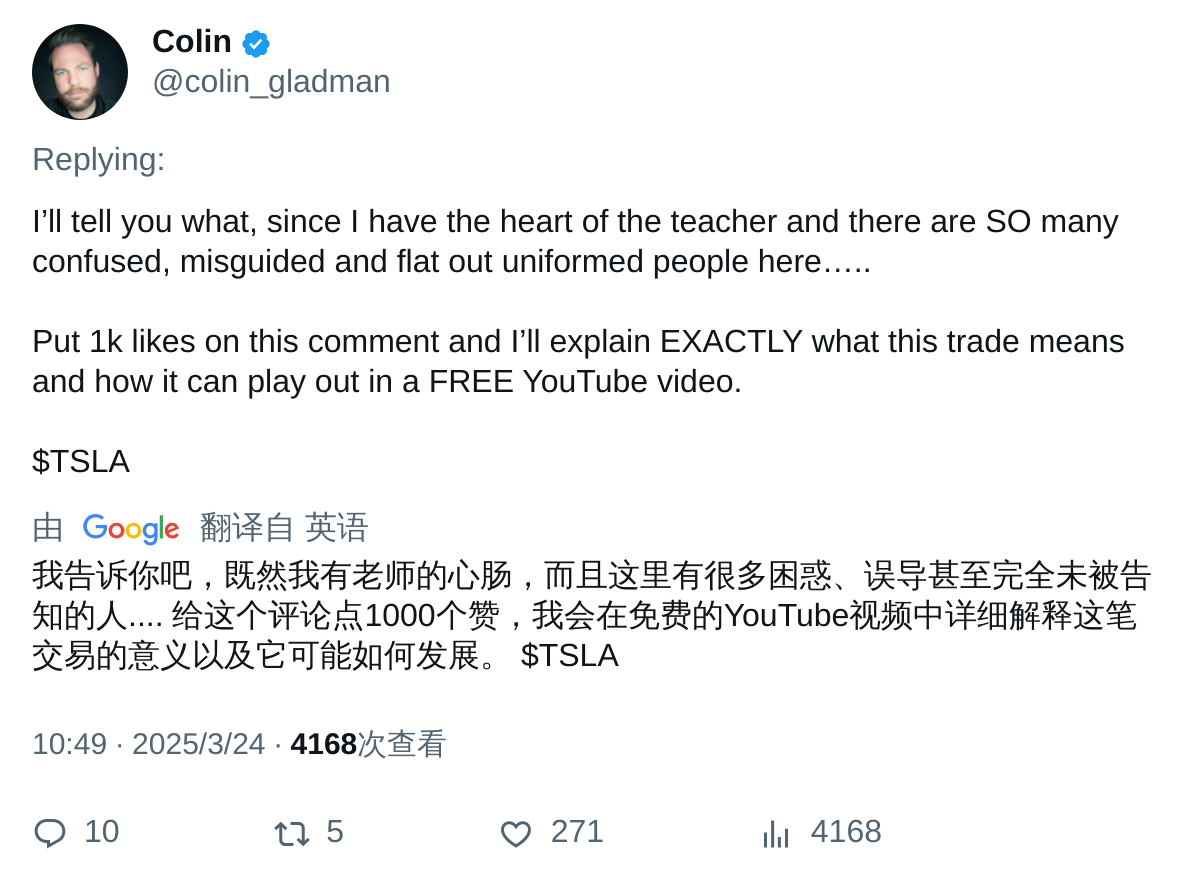 Colin
@colin_gladman
Replying:
I’ll tell you what, since I have the heart of the teacher and there are SO many
confused, misguided and flat out uniformed people here…..
Put 1k likes on this comment and I’ll explain EXACTLY what this trade means
and how it can play out in a FREE YouTube video.
$TSLA
由 Google 翻译自 英语
我告诉你吧，既然我有老师的心肠，而且这里有很多困惑、误导甚至完全未被告
知的人.... 给这个评论点1000个赞，我会在免费的YouTube视频中详细解释这笔
交易的意义以及它可能如何发展。 $TSLA
10:49 · 2025/3/24 · 4168次查看
10 5 271 4168